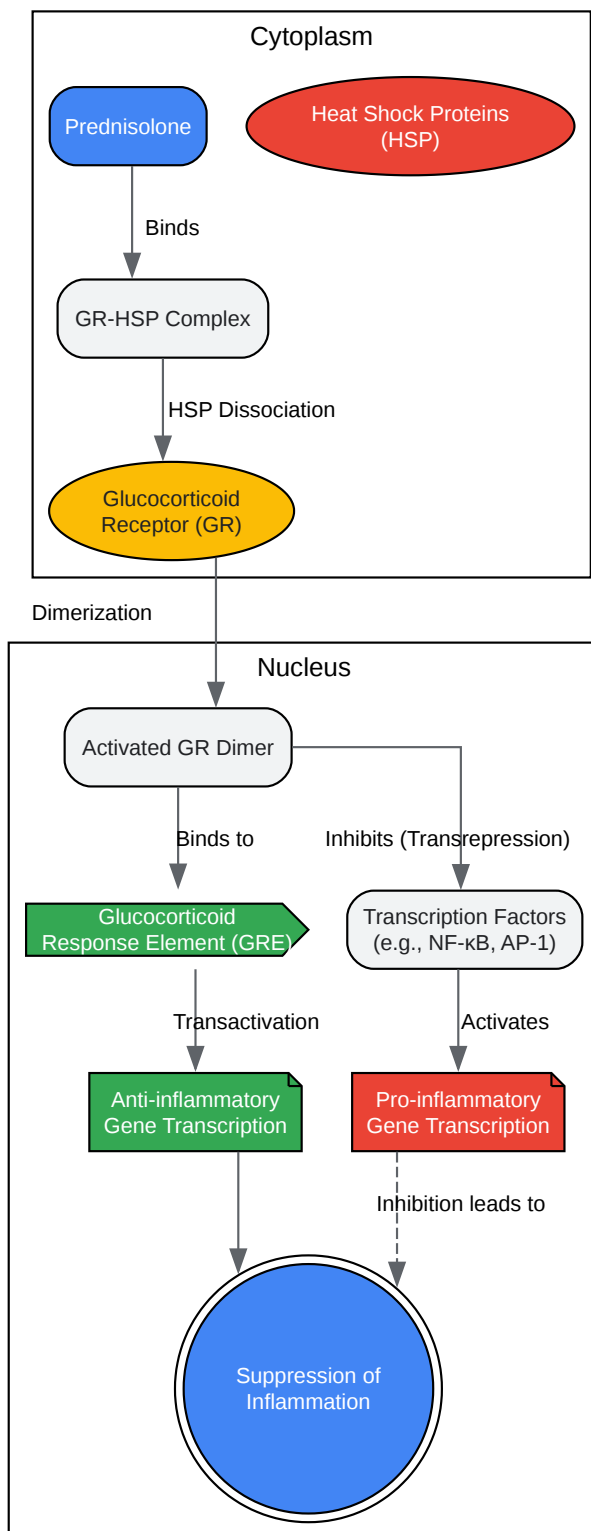 Cytoplasm
Prednisolone
Heat Shock Proteins
(HSP)
Binds
GR-HSP Complex
HSP Dissociation
Glucocorticoid
Receptor (GR)
Dimerization
Nucleus
Activated GR Dimer
Binds to
Inhibits (Transrepression)
Glucocorticoid
Response Element (GRE)
Transcription Factors
(e.g., NF-κB, AP-1)
Transactivation
Activates
Anti-inflammatory
Gene Transcription
Pro-inflammatory
Gene Transcription
Inhibition leads to
Suppression of
Inflammation